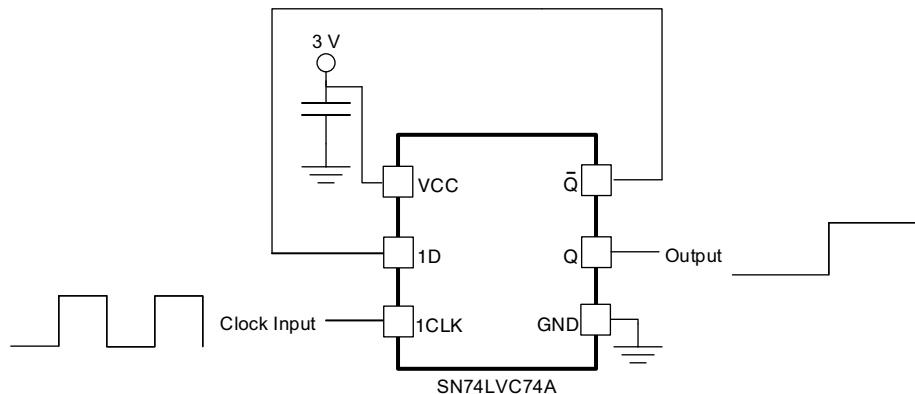 3 V
VCC
Q̅
1D
Q
Output
Clock Input
1CLK
GND
SN74LVC74A